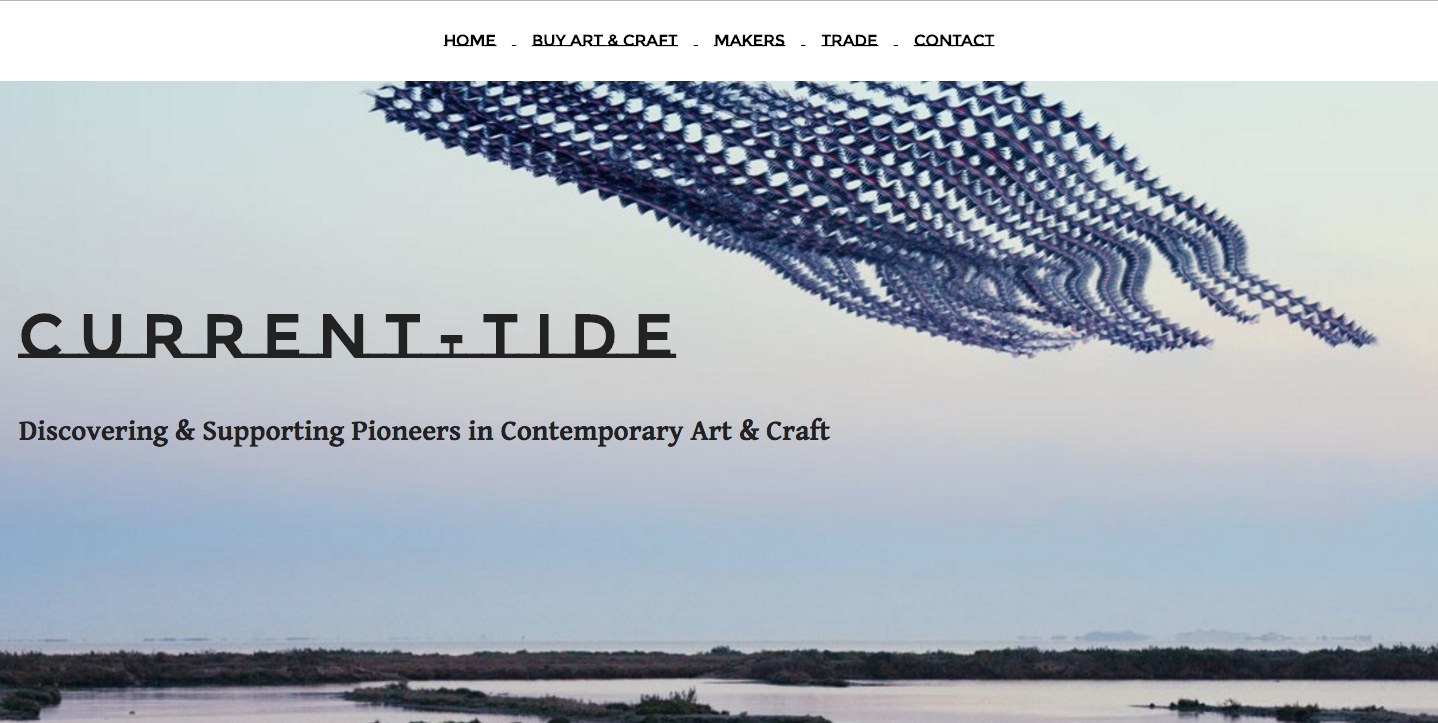 HOME - BUY ART & CRAFT - MAKERS - TRADE - CONTACT
CURRENT-TIDE
Discovering & Supporting Pioneers in Contemporary Art & Craft